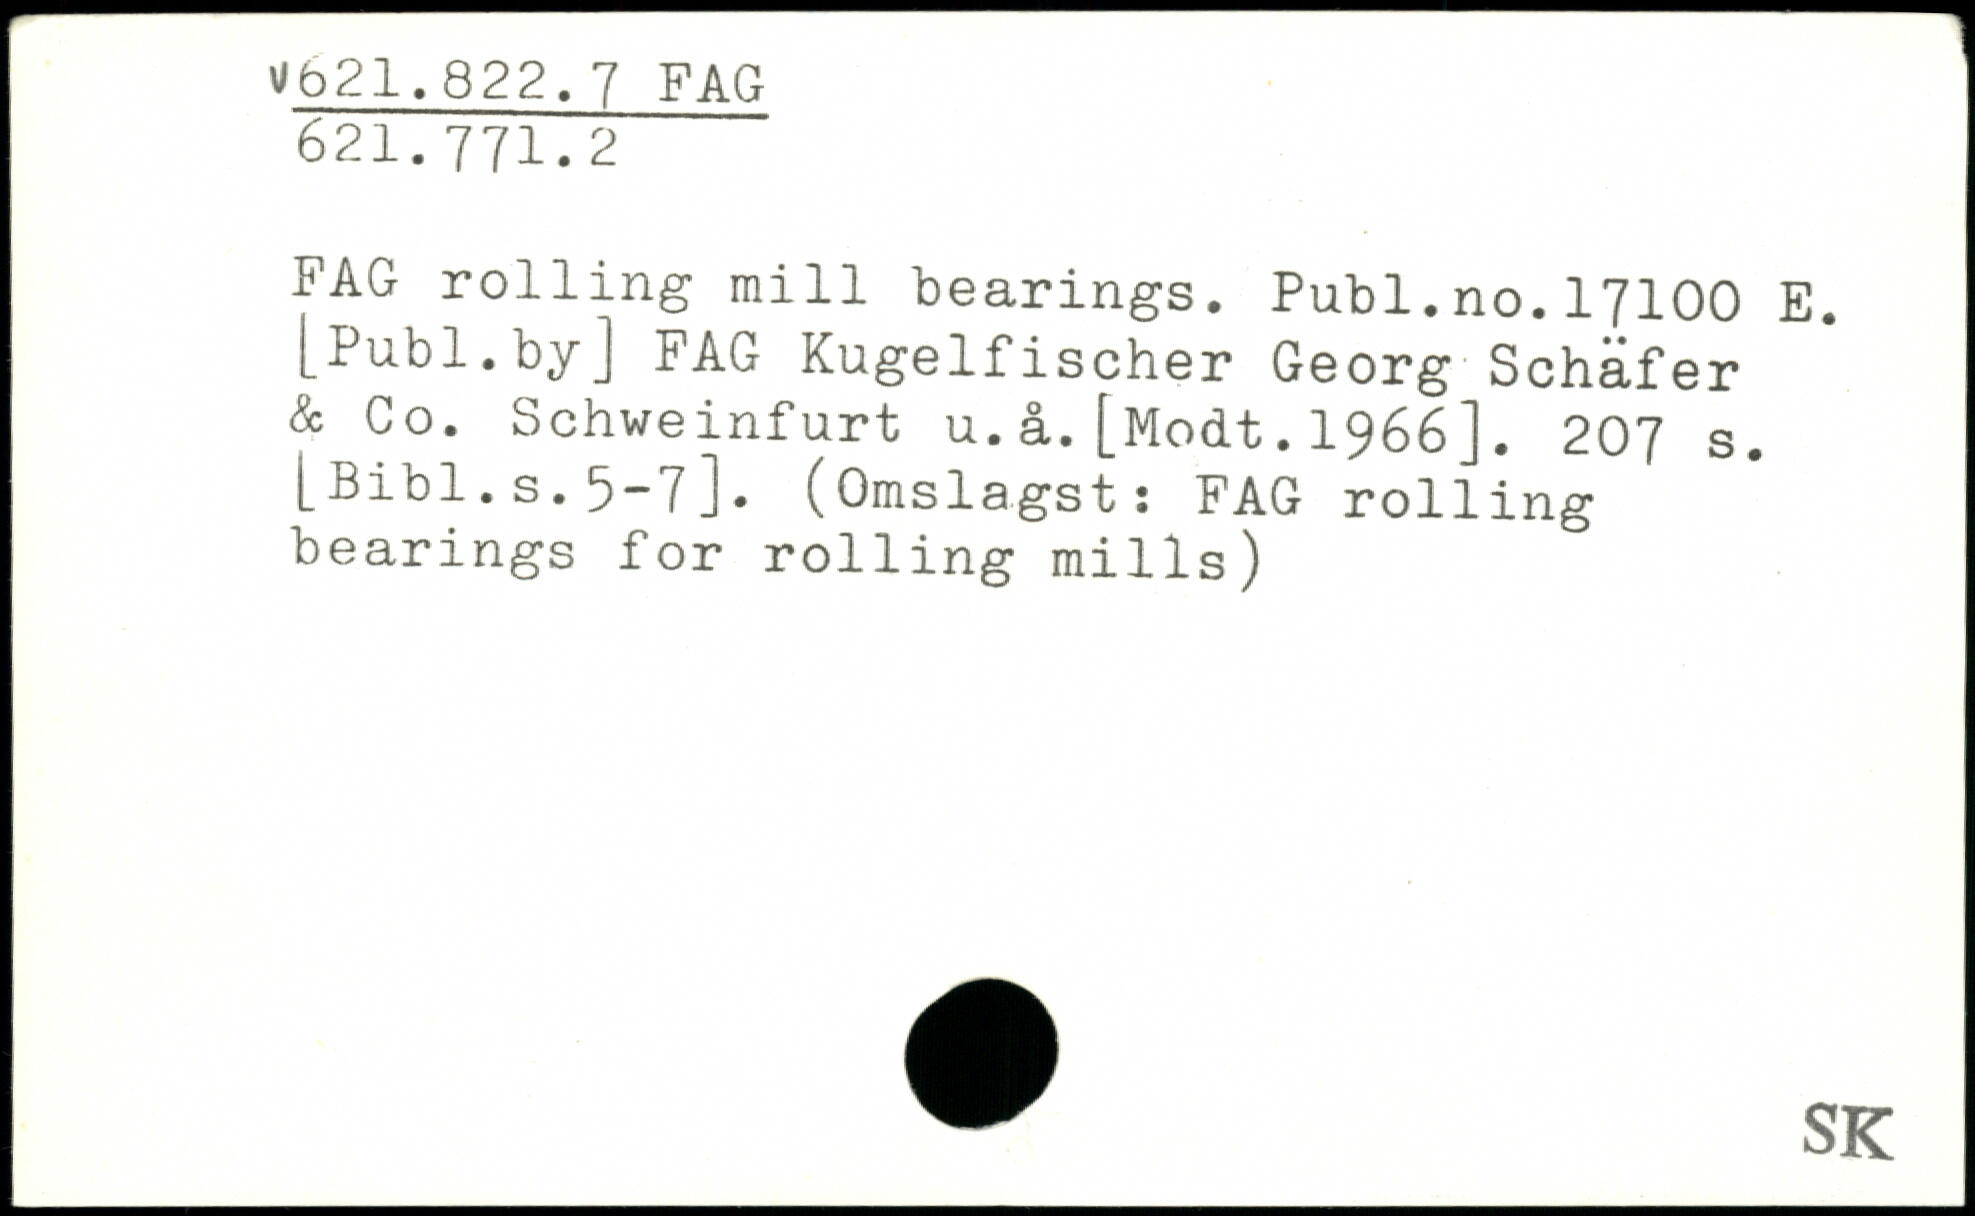 v621.822.7 FAG
621.771.2
FAG rolling mill bearings. Publ.no.17100 E.
[Publ.by] FAG Kugelfischer Georg Schäfer
& Co. Schweinfurt u.å.[Modt.1966]. 207 s.
[Bibl.s.5-7]. (Omslagst: FAG rolling
bearings for rolling mills)
SK